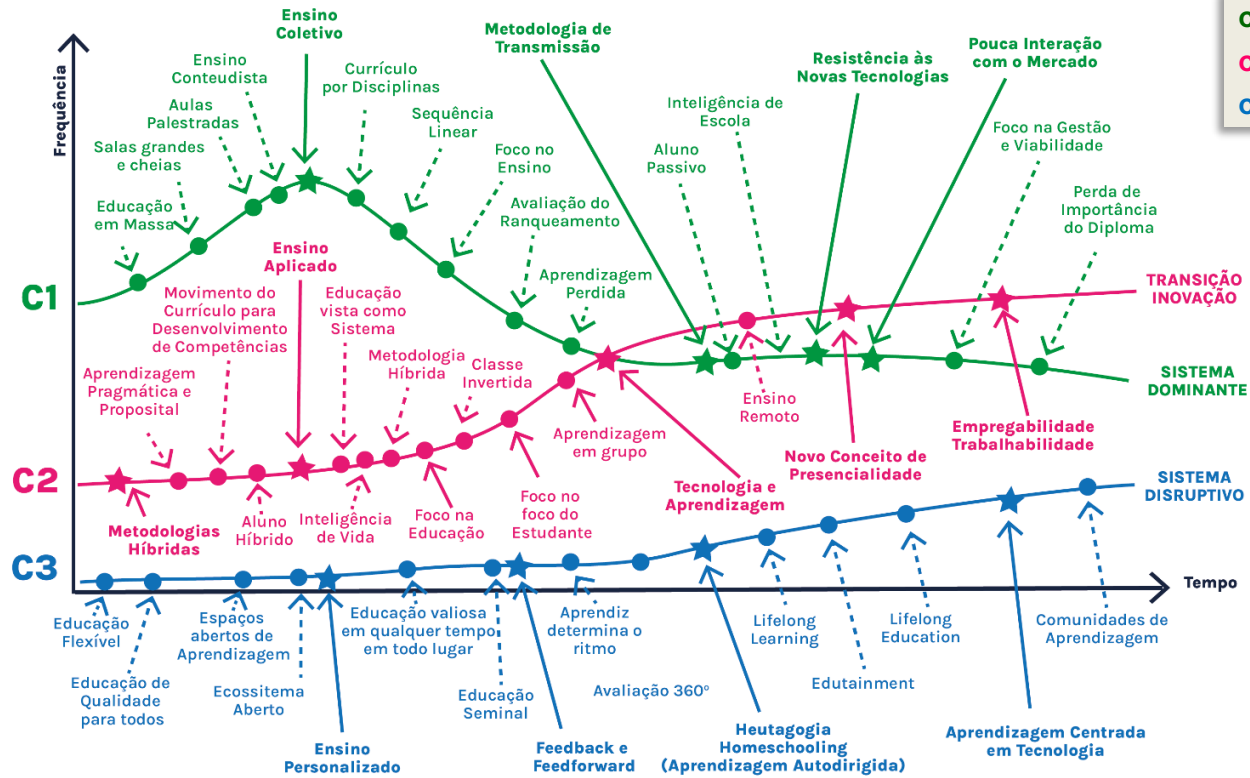 Ensino
Coletivo
Metodologia de
Transmissão
Pouca Interação
com o Mercado
Resistência às
Novas Tecnologias
Ensino
Conteudista
Currículo
por Disciplinas
Frequência
Aulas
Palestradas
Sequência
Linear
Inteligência de
Escola
Salas grandes
e cheias
Foco no
Ensino
Aluno
Passivo
Foco na Gestão
e Viabilidade
Educação
em Massa
Avaliação do
Ranqueamento
Perda de
Importância
do Diploma
Ensino
Aplicado
Aprendizagem
Perdida
C1
TRANSIÇÃO
INOVAÇÃO
Movimento do
Currículo para
Desenvolvimento
de Competências
Educação
vista como
Sistema
Metodologia
Híbrida
Classe
Invertida
Aprendizagem
Pragmática e
Proposital
SISTEMA
DOMINANTE
Ensino
Remoto
Aprendizagem
em grupo
Empregabilidade
Trabalhabilidade
Novo Conceito de
Presencialidade
C2
SISTEMA
DISRUPTIVO
Tecnologia e
Aprendizagem
Metodologias
Híbridas
Aluno
Híbrido
Inteligência
de Vida
Foco na
Educação
Foco no
foco do
Estudante
C3
Tempo
Educação
Flexível
Espaços
abertos de
Aprendizagem
Educação valiosa
em qualquer tempo
em todo lugar
Aprendiz
determina o
ritmo
Lifelong
Learning
Lifelong
Education
Comunidades de
Aprendizagem
Educação de
Qualidade
para todos
Ecossitema
Aberto
Educação
Seminal
Avaliação 360º
Edutainment
Ensino
Personalizado
Feedback e
Feedforward
Heutagogia
Homeschooling
(Aprendizagem Autodirigida)
Aprendizagem Centrada
em Tecnologia